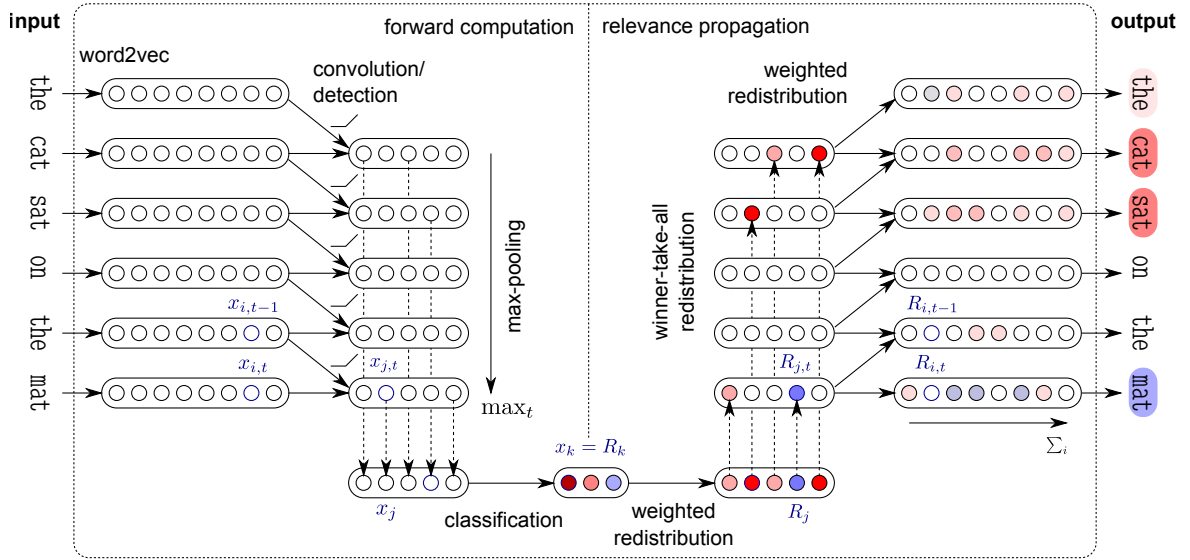 input
forward computation
relevance propagation
output
word2vec
convolution/
detection
weighted
redistribution
the
cat
sat
on
the
mat
x_{i,t−1}
x_{i,t}
x_{j,t}
max-pooling
max_t
winner-take-all
redistribution
R_{j,t}
R_{i,t−1}
R_{i,t}
the
cat
sat
on
the
mat
Σ_i
x_k = R_k
x_j
classification
weighted
redistribution
R_j